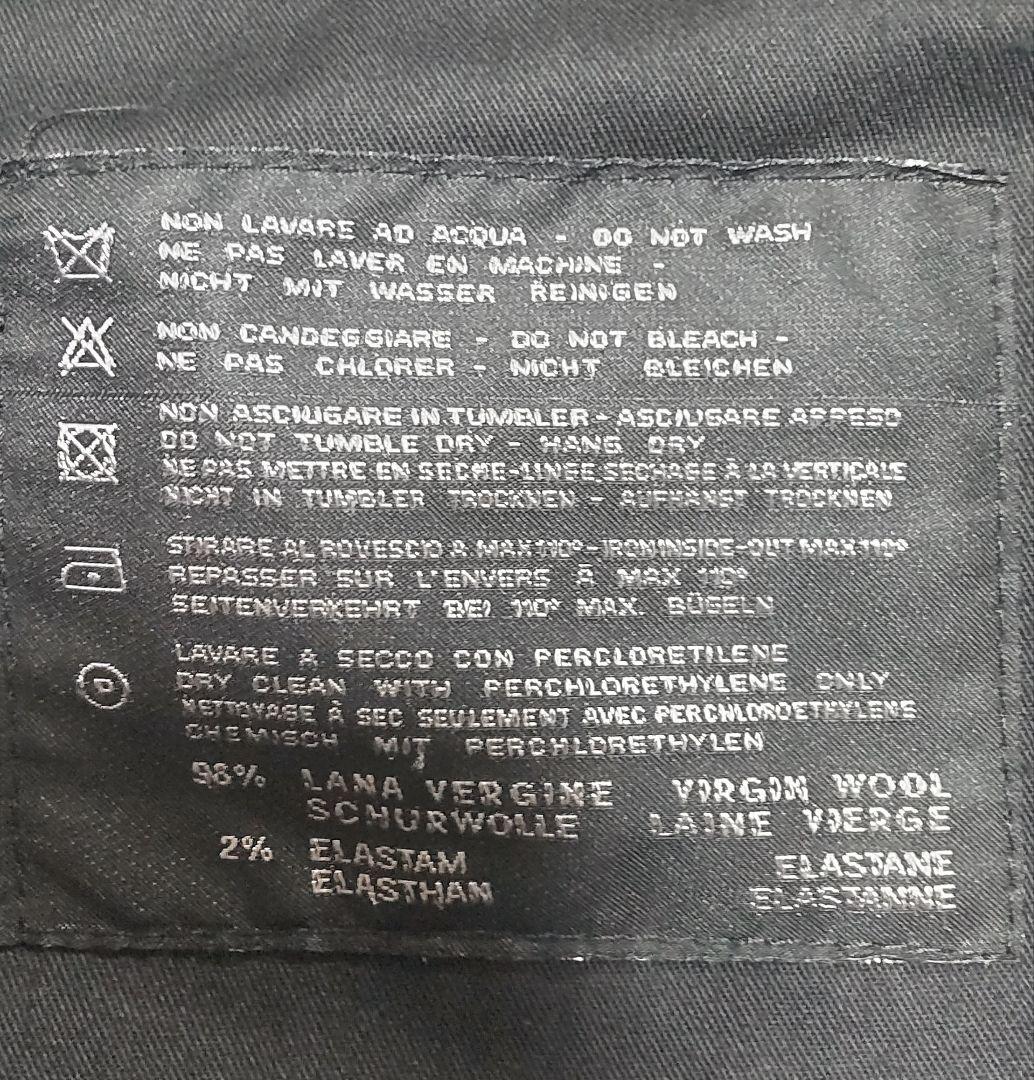 NON LAVARE AD ACQUA - DO NOT WASH
NE PAS LAVER EN MACHINE -
NICHT MIT WASSER REINIGEN
NON CANDEGGIARE - DO NOT BLEACH -
NE PAS CHLORER - NICHT BLEICHEN
NON ASCIUGARE IN TUMBLER - ASCIUGARE APPESO
DO NOT TUMBLE DRY - HANG DRY
NE PAS METTRE EN SECHE-LINGE SECHAGE À LA VERTICALE
NICHT IN TUMBLER TROCKNEN - AUFHÄNGT TROCKNEN
STIRARE AL ROVESCIO A MAX 110° - IRON INSIDE-OUT MAX 110°
REPASSER SUR L'ENVERS À MAX 110°
SEITENVERKEHRT BEI 110° MAX. BÜGELN
P
LAVARE A SECCO CON PERCLORETILENE
DRY CLEAN WITH PERCHLORETHYLENE ONLY
NETTOYAGE À SEC SEULEMENT AVEC PERCHLOROETHYLENE
CHEMISCH MIT PERCHLORETHYLEN
98% LANA VERGINE VIRGIN WOOL
SCHURWOLLE LAINE VIERGE
2% ELASTAM ELASTANE
ELASTHAN ELASTANNE